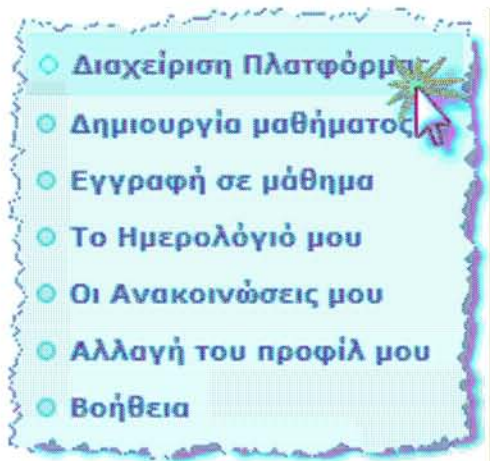 Διαχείριση Πλατφόρμας
Δημιουργία μαθήματος
Εγγραφή σε μάθημα
Το Ημερολόγιό μου
Οι Ανακοινώσεις μου
Αλλαγή του προφίλ μου
Βοήθεια